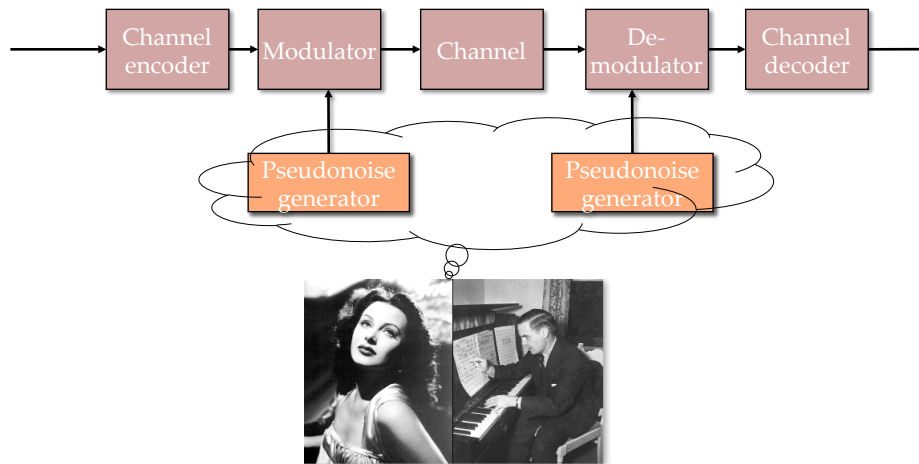 Channel
encoder
Modulator
Channel
De-
modulator
Channel
decoder
Pseudonoise
generator
Pseudonoise
generator